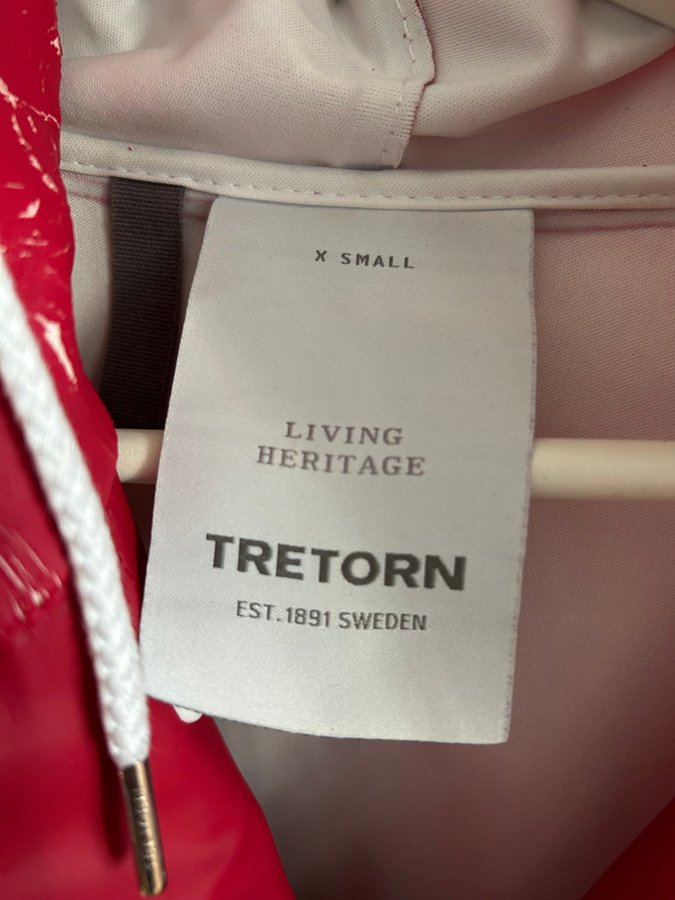 X SMALL
LIVING
HERITAGE
TRETORN
EST. 1891 SWEDEN